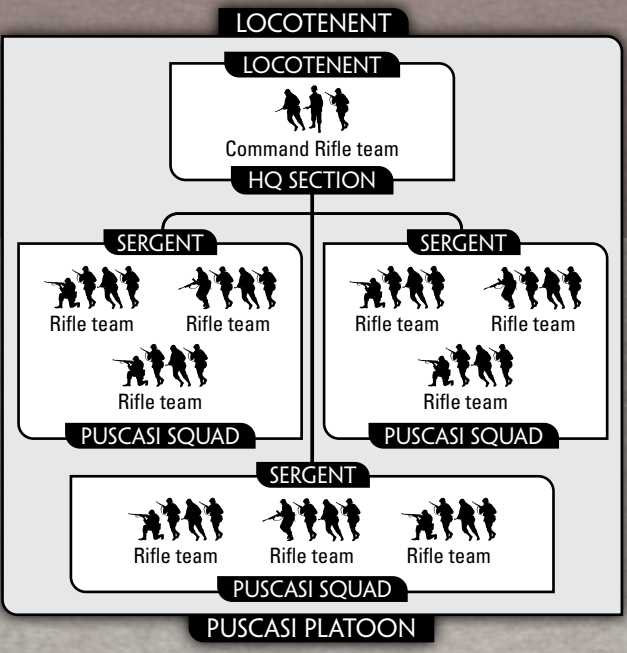 LOCOTENENT
LOCOTENENT
Command Rifle team
HQ SECTION
SERGENT
Rifle team
Rifle team
Rifle team
PUSCASI SQUAD
SERGENT
Rifle team
Rifle team
Rifle team
PUSCASI SQUAD
SERGENT
Rifle team
Rifle team
Rifle team
PUSCASI SQUAD
PUSCASI PLATOON